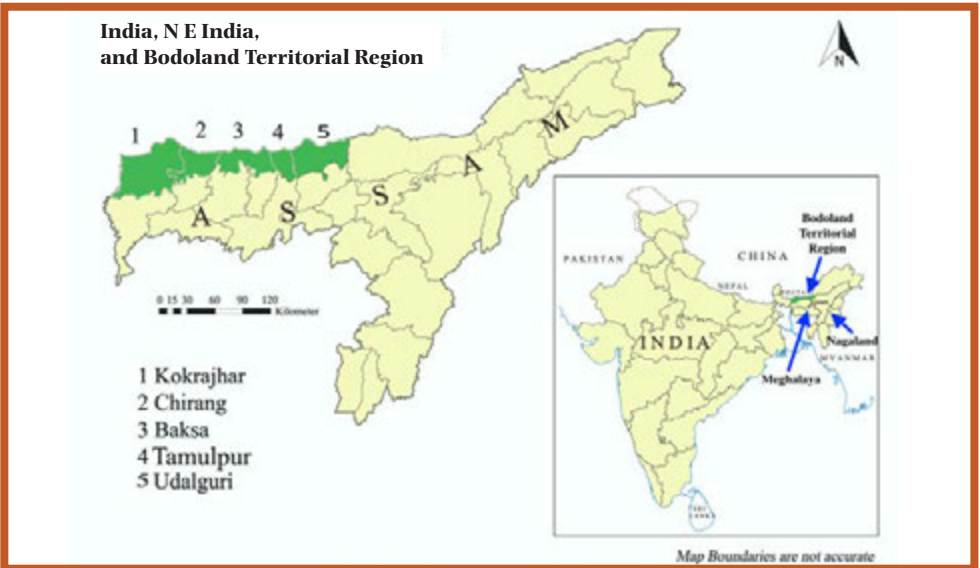 India, N E India,
and Bodoland Territorial Region
N
1 2 3 4 5
A S S A M
0 15 30 60 90 120
Kilometer
1 Kokrajhar
2 Chirang
3 Baksa
4 Tamulpur
5 Udalguri
Bodoland
Territorial
Region
CHINA
PAKISTAN
NEPAL
INDIA
Nagaland
MYANMAR
Meghalaya
SRI
LANKA
Map Boundaries are not accurate